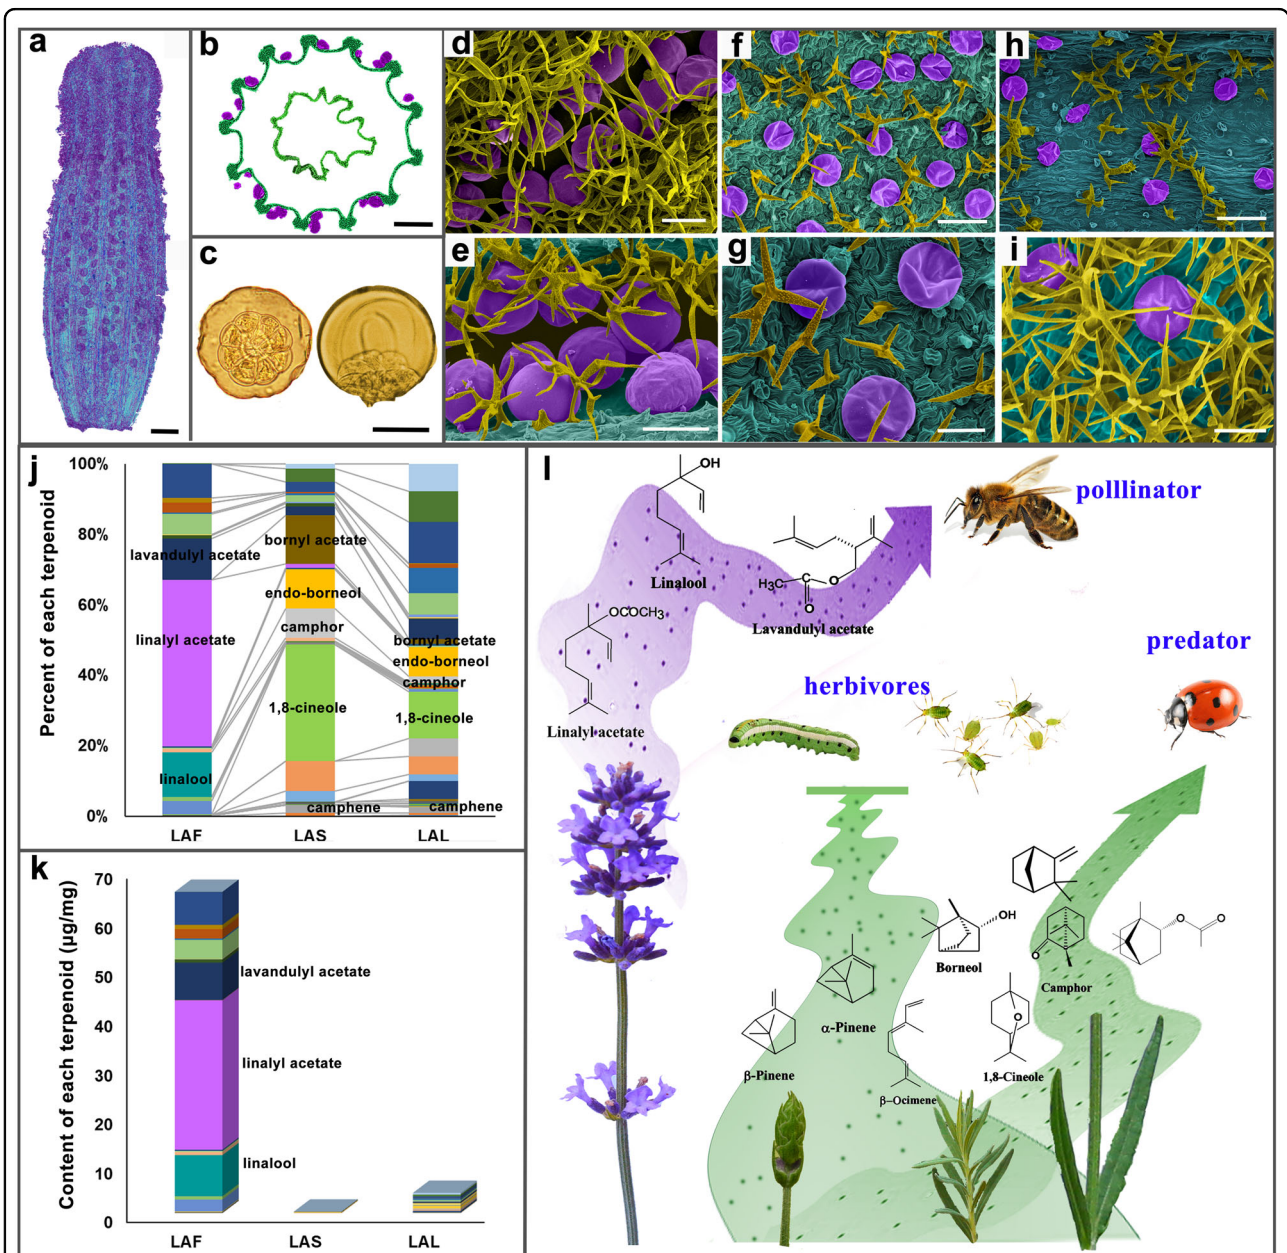 a
b
c
d
e
f
g
h
i
j
Percent of each terpenoid
100%
80%
60%
40%
20%
0%
lavandulyl acetate
linalyl acetate
linalool
bornyl acetate
endo-borneol
camphor
1,8-cineole
camphene
bornyl acetate
endo-borneol
camphor
1,8-cineole
camphene
LAF
LAS
LAL
k
Content of each terpenoid (µg/mg)
70
60
50
40
30
20
10
0
lavandulyl acetate
linalyl acetate
linalool
LAF
LAS
LAL
l
OH
Linalool
H₃C
C
O
O
Lavandulyl acetate
OCOCH₃
Linalyl acetate
polllinator
predator
herbivores
OH
Borneol
O
Camphor
O
O
α-Pinene
β-Pinene
β-Ocimene
O
1,8-Cineole